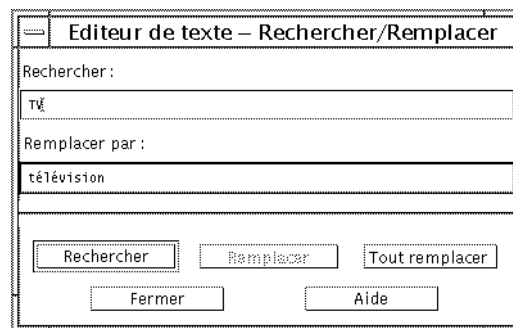 Editeur de texte – Rechercher/Remplacer
Rechercher :
TV
Remplacer par :
télévision
Rechercher Remplacer Tout remplacer
Fermer Aide